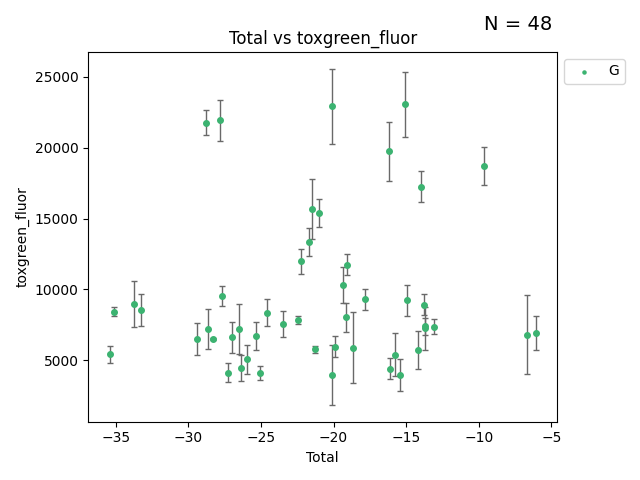 N = 48
Total vs toxgreen_fluor
G
25000
20000
15000
10000
5000
toxgreen_fluor
−35 −30 −25 −20 −15 −10 −5
Total